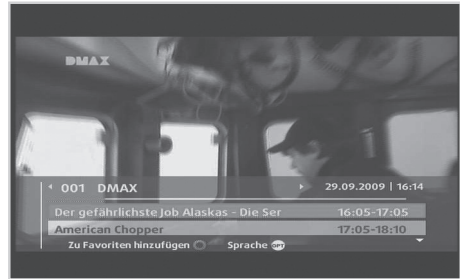 DMAX
001 DMAX 29.09.2009 | 16:14
Der gefährlichste Job Alaskas - Die Ser 16:05-17:05
American Chopper 17:05-18:10
Zu Favoriten hinzufügen Sprache OPT